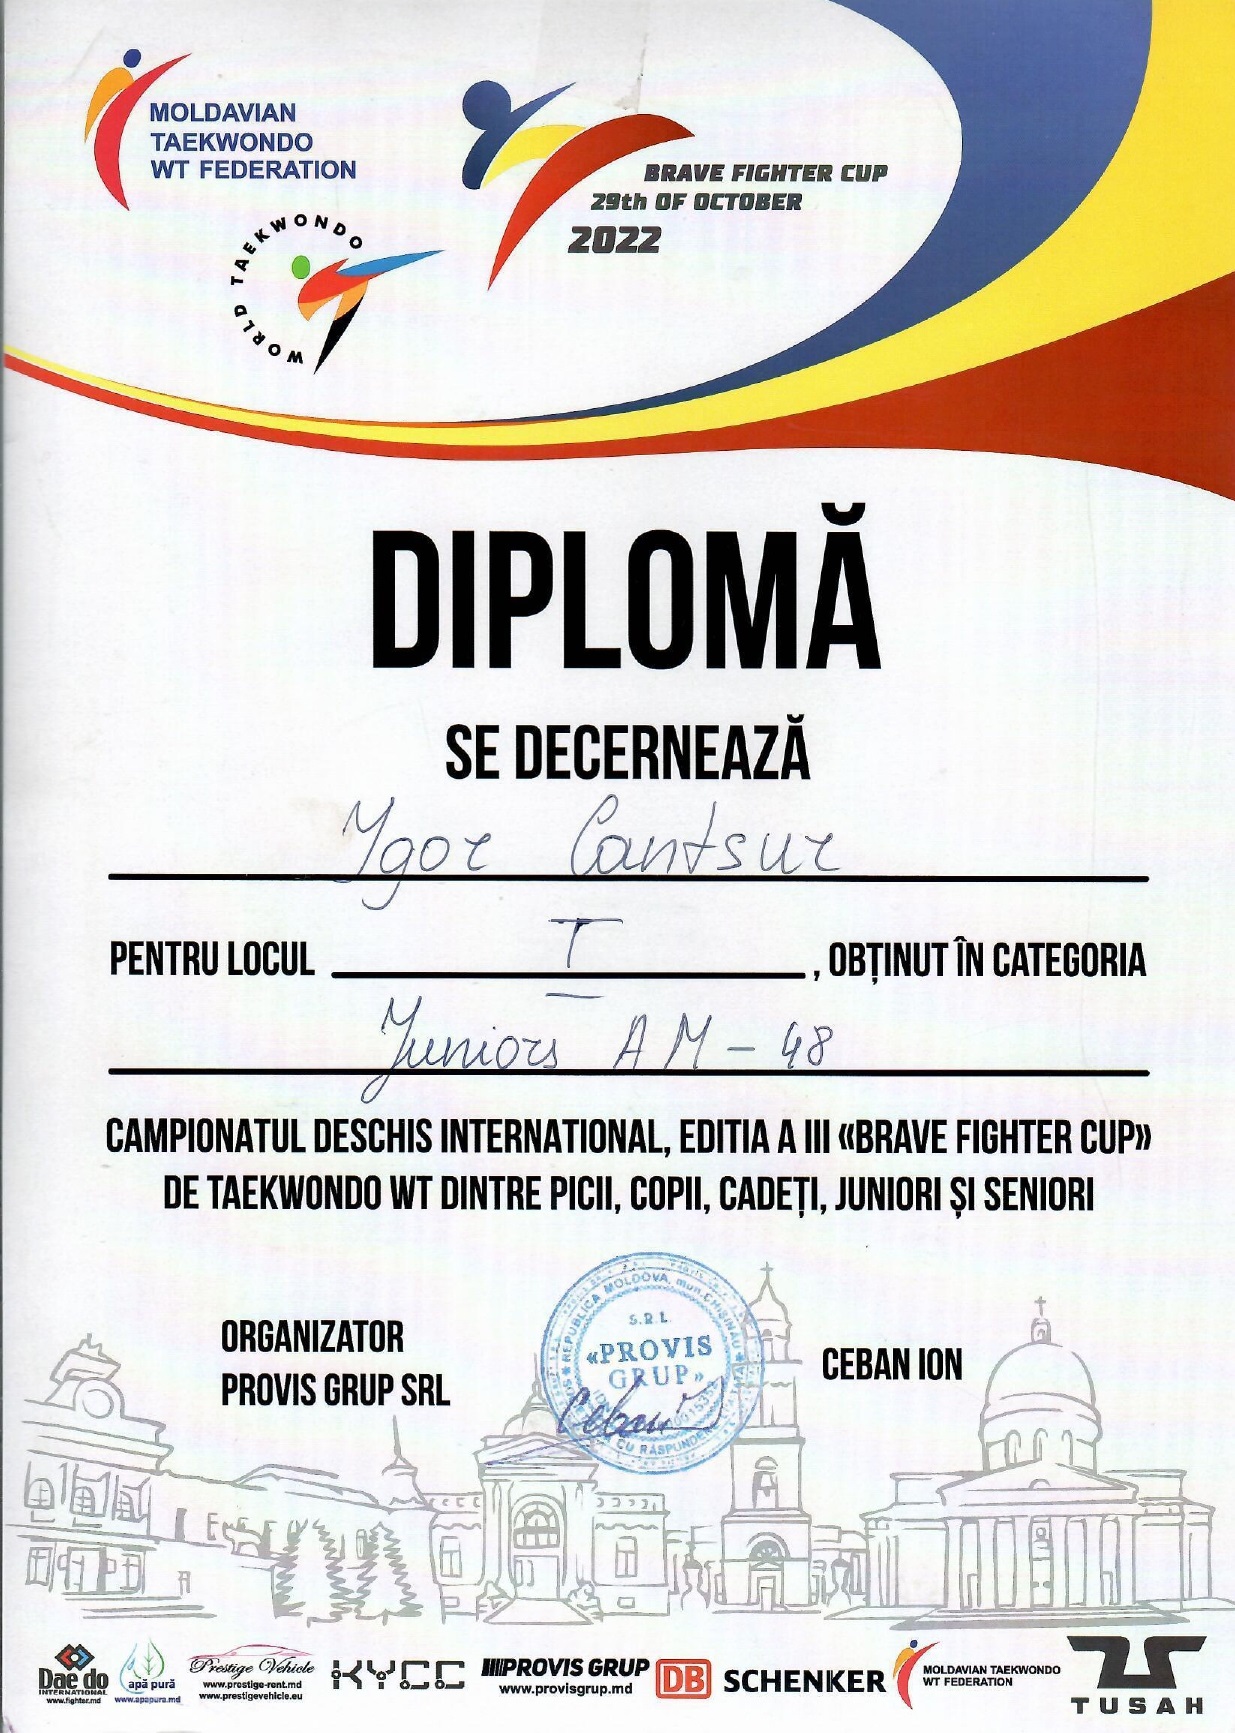 MOLDAVIAN
TAEKWONDO
WT FEDERATION
WORLD TAEKWONDO
BRAVE FIGHTER CUP
29th OF OCTOBER
2022
DIPLOMĂ
SE DECERNEAZĂ
Ygor Cantsur
PENTRU LOCUL I , OBȚINUT ÎN CATEGORIA
Juniors A M - 48
CAMPIONATUL DESCHIS INTERNATIONAL, EDITIA A III «BRAVE FIGHTER CUP»
DE TAEKWONDO WT DINTRE PICII, COPII, CADEȚI, JUNIORI ȘI SENIORI
ORGANIZATOR
PROVIS GRUP SRL
REPUBLICA MOLDOVA, mun. CHIȘINĂU
S.R.L.
«PROVIS
GRUP»
CU RĂSPUNDERE
Ceban
CEBAN ION
Dae do
INTERNATIONAL
www.fighter.md
apă pură
www.apapura.md
Prestige Vehicle
www.prestige-rent.md
www.prestigevehicle.eu
KYCC
PROVIS GRUP
www.provisgrup.md
DB SCHENKER
MOLDAVIAN TAEKWONDO
WT FEDERATION
TUSAH